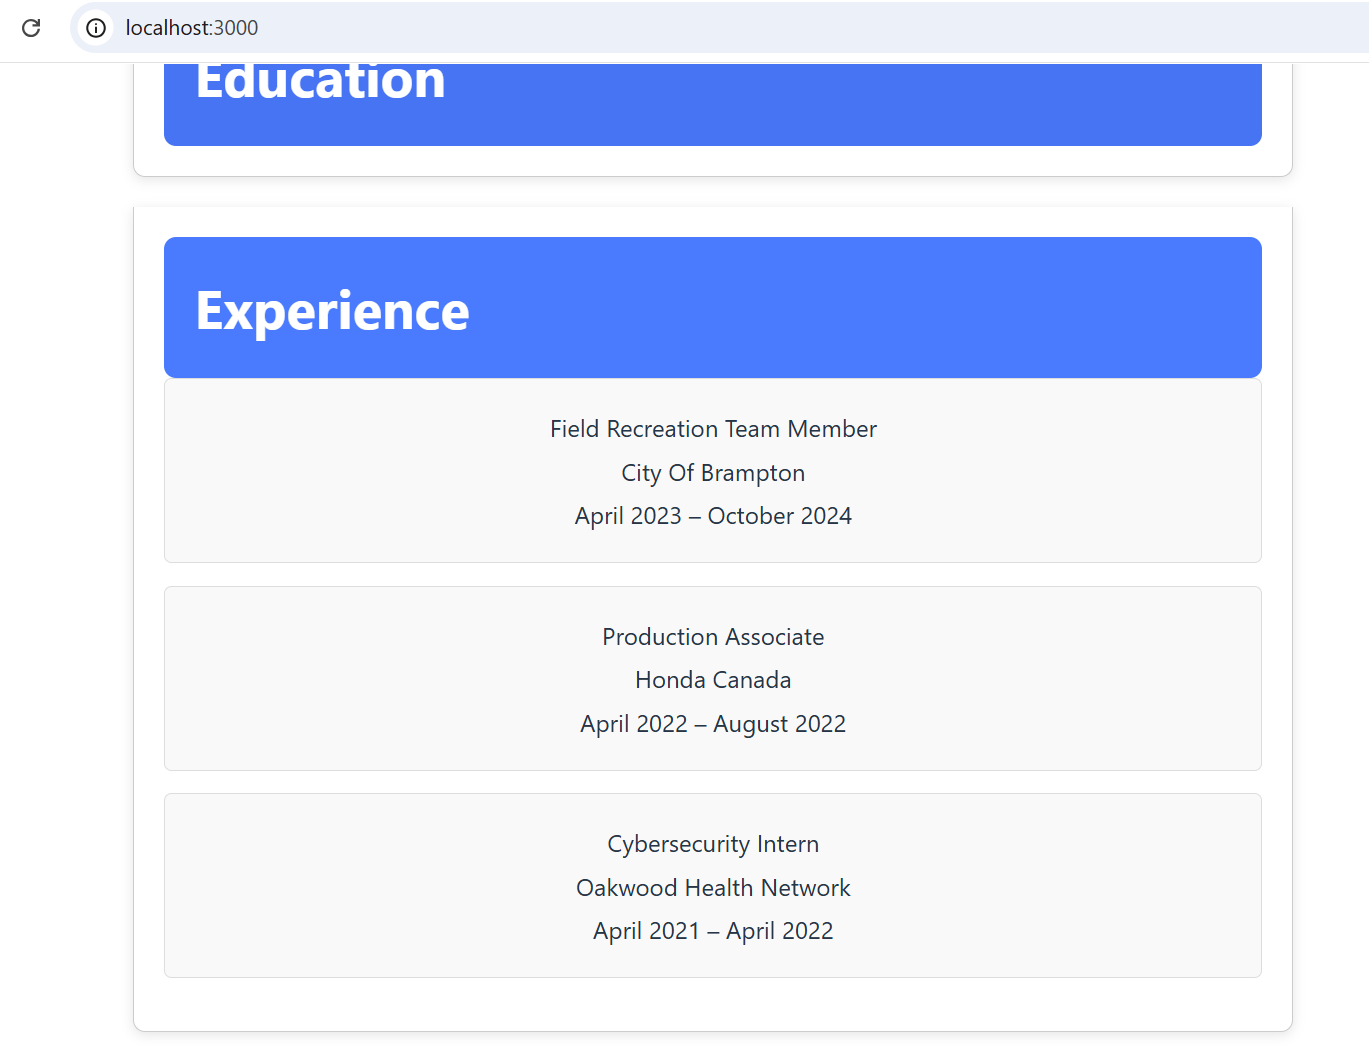 localhost:3000
Education
Experience
Field Recreation Team Member
City Of Brampton
April 2023 – October 2024
Production Associate
Honda Canada
April 2022 – August 2022
Cybersecurity Intern
Oakwood Health Network
April 2021 – April 2022